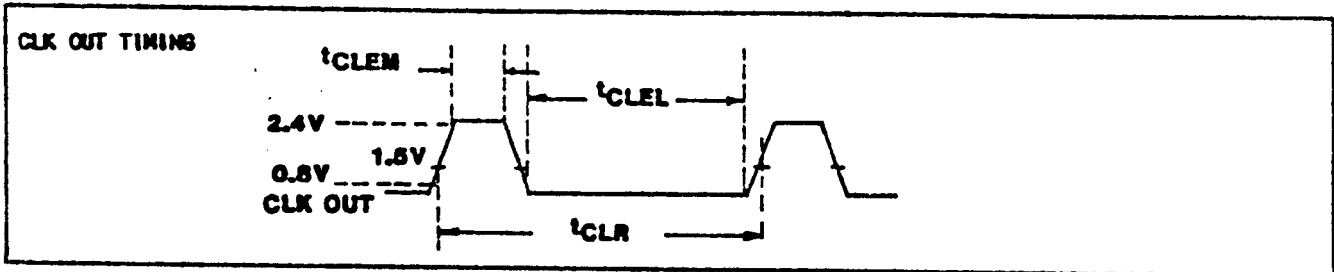 CLK OUT TIMING
tCLEM
tCLEL
2.4V
1.5V
0.8V
CLK OUT
tCLR